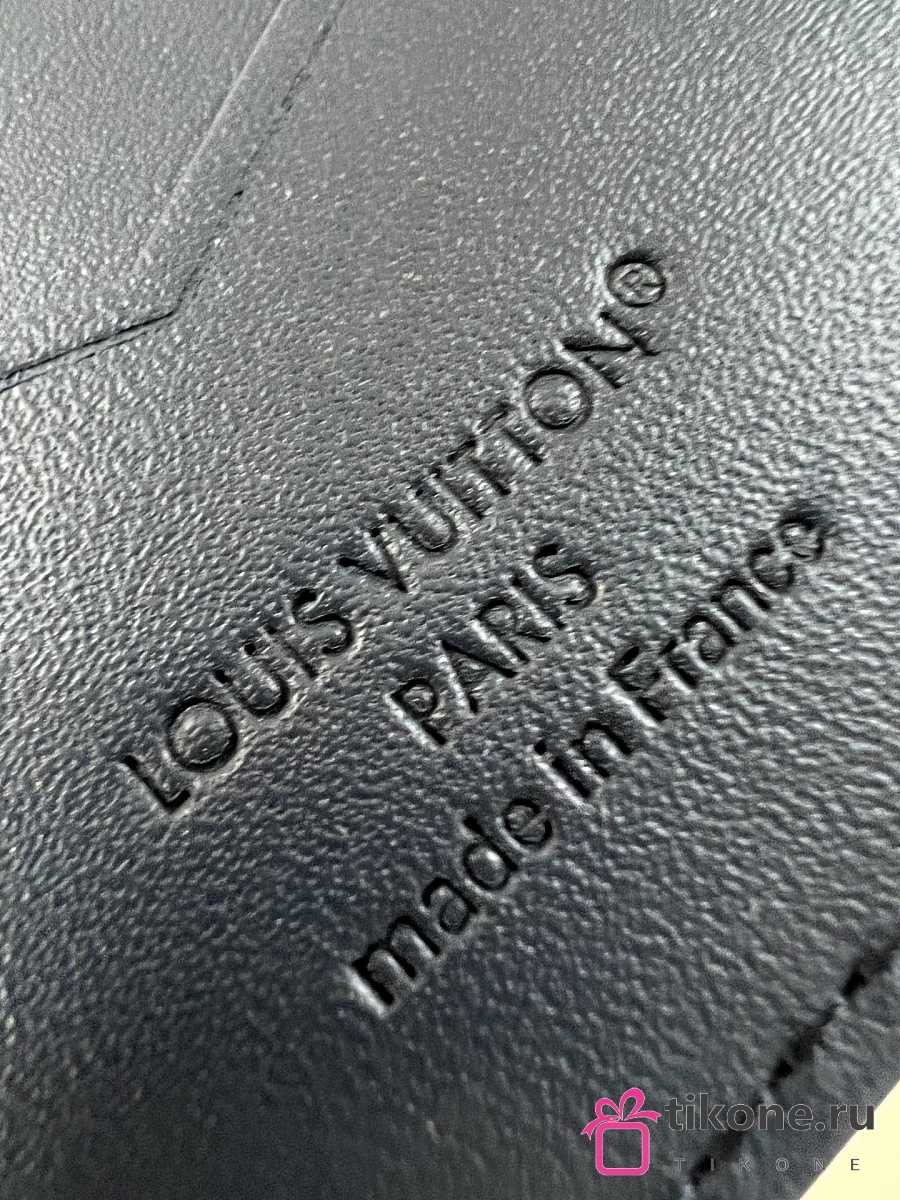 LOUIS VUITTON®
PARIS
made in France
tikone.ru
TIKONE